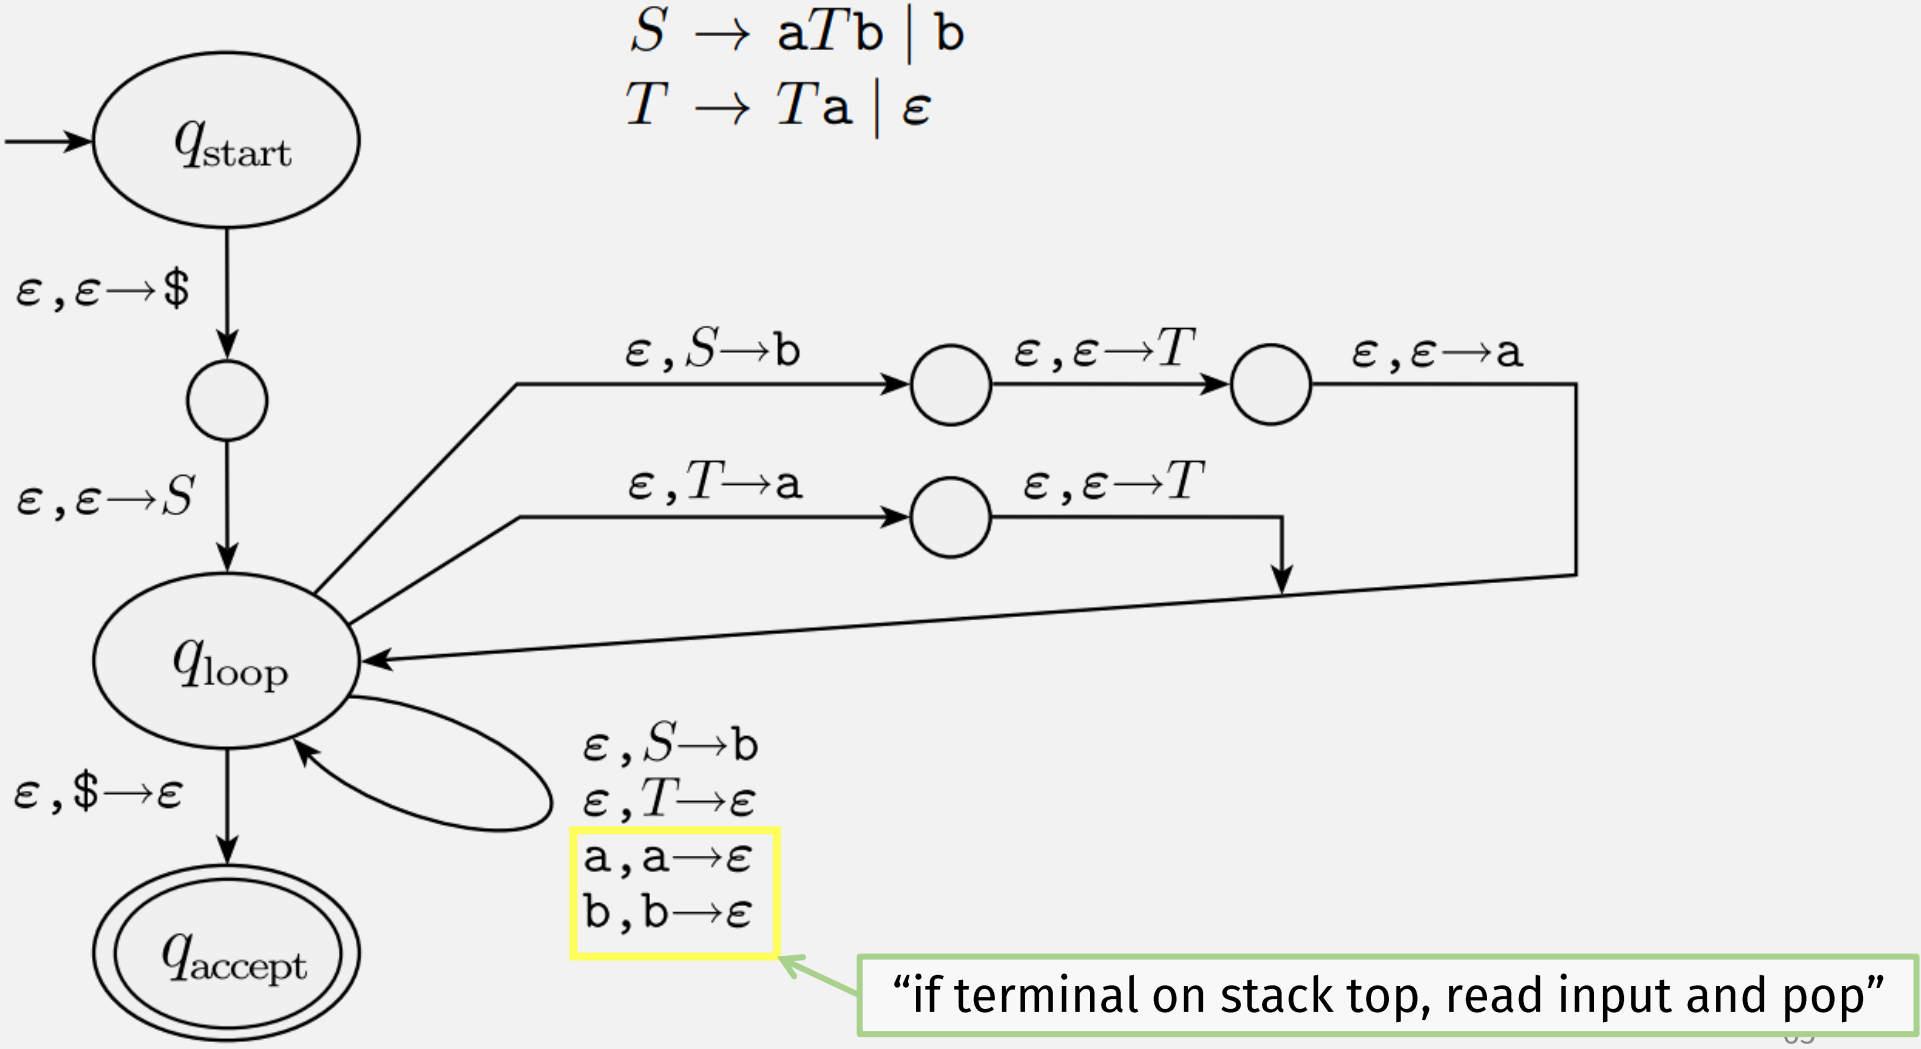 S → aTb | b
T → Ta | ε
q_start
ε,ε→$
ε,S→b
ε,ε→T
ε,ε→a
ε,ε→S
ε,T→a
ε,ε→T
q_loop
ε,$→ε
ε,S→b
ε,T→ε
a,a→ε
b,b→ε
q_accept
“if terminal on stack top, read input and pop”